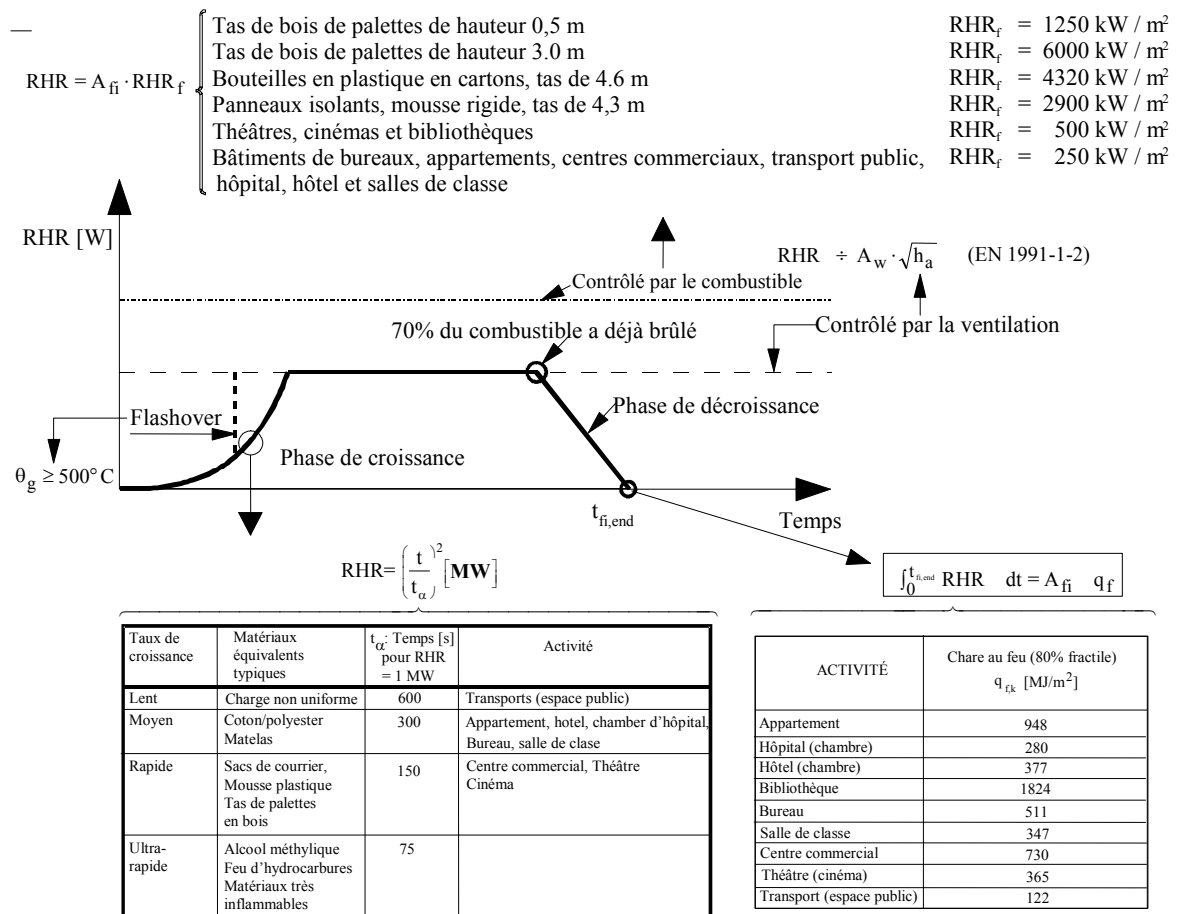 —
RHR = A_fi · RHR_f
Tas de bois de palettes de hauteur 0,5 m RHR_f = 1250 kW / m²
Tas de bois de palettes de hauteur 3.0 m RHR_f = 6000 kW / m²
Bouteilles en plastique en cartons, tas de 4.6 m RHR_f = 4320 kW / m²
Panneaux isolants, mousse rigide, tas de 4,3 m RHR_f = 2900 kW / m²
Théâtres, cinémas et bibliothèques RHR_f = 500 kW / m²
Bâtiments de bureaux, appartements, centres commerciaux, transport public, RHR_f = 250 kW / m²
hôpital, hôtel et salles de classe
RHR [W]
RHR ÷ A_w · √h_a (EN 1991-1-2)
Contrôlé par le combustible
70% du combustible a déjà brûlé
Contrôlé par la ventilation
Flashover
Phase de décroissance
Phase de croissance
θ_g ≥ 500°C
t_fi,end
Temps
RHR= (t / t_α)² [MW]
∫_0^t_fi,end RHR dt = A_fi q_f
Taux de croissance
Matériaux équivalents typiques
t_α: Temps [s] pour RHR = 1 MW
Activité
Lent
Charge non uniforme
600
Transports (espace public)
Moyen
Coton/polyester
Matelas
300
Appartement, hotel, chamber d'hôpital,
Bureau, salle de clase
Rapide
Sacs de courrier,
Mousse plastique
Tas de palettes
en bois
150
Centre commercial, Théâtre
Cinéma
Ultra-
rapide
Alcool méthylique
Feu d'hydrocarbures
Matériaux très
inflammables
75
ACTIVITÉ
Chare au feu (80% fractile)
q_f,k [MJ/m²]
Appartement 948
Hôpital (chambre) 280
Hôtel (chambre) 377
Bibliothèque 1824
Bureau 511
Salle de classe 347
Centre commercial 730
Théâtre (cinéma) 365
Transport (espace public) 122